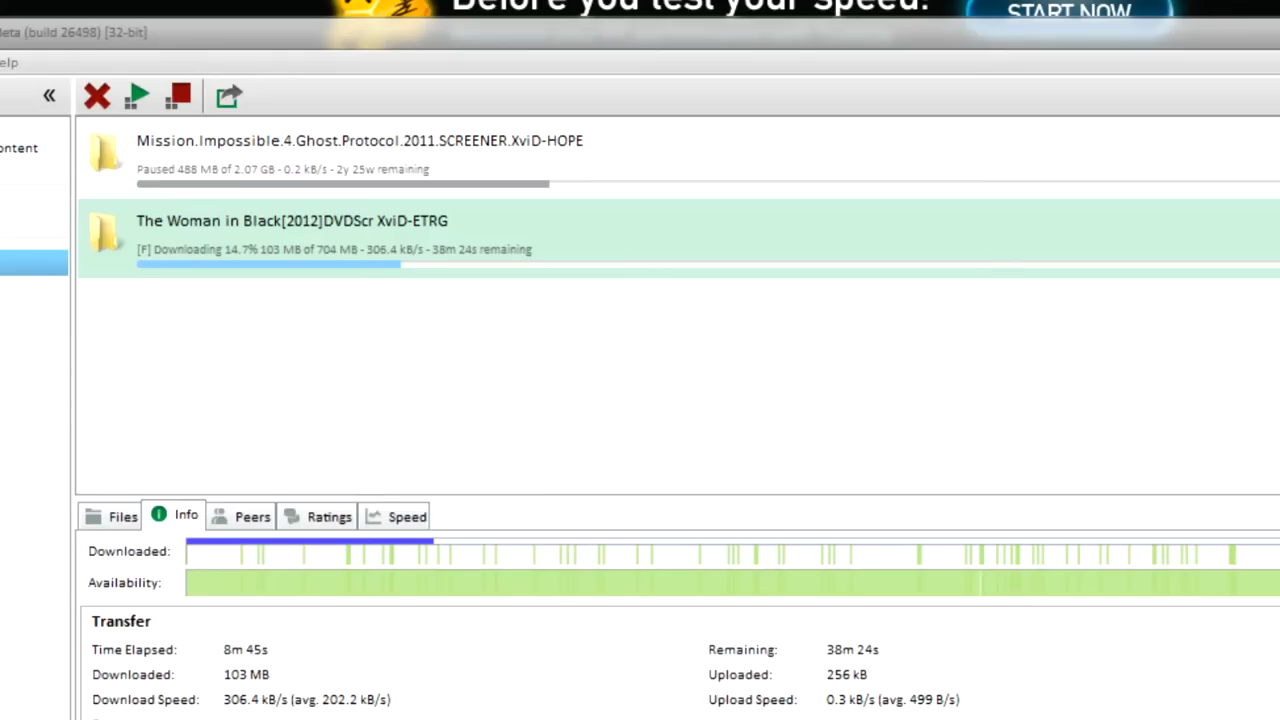 Before you test your speed:
START NOW
Beta (build 26498) [32-bit]
elp
ontent
Mission.Impossible.4.Ghost.Protocol.2011.SCREENER.XviD-HOPE
Paused 488 MB of 2.07 GB - 0.2 kB/s - 2y 25w remaining
The Woman in Black[2012]DVDScr XviD-ETRG
[F] Downloading 14.7% 103 MB of 704 MB - 306.4 kB/s - 38m 24s remaining
Files Info Peers Ratings Speed
Downloaded:
Availability:
Transfer
Time Elapsed: 8m 45s Remaining: 38m 24s
Downloaded: 103 MB Uploaded: 256 kB
Download Speed: 306.4 kB/s (avg. 202.2 kB/s) Upload Speed: 0.3 kB/s (avg. 499 B/s)